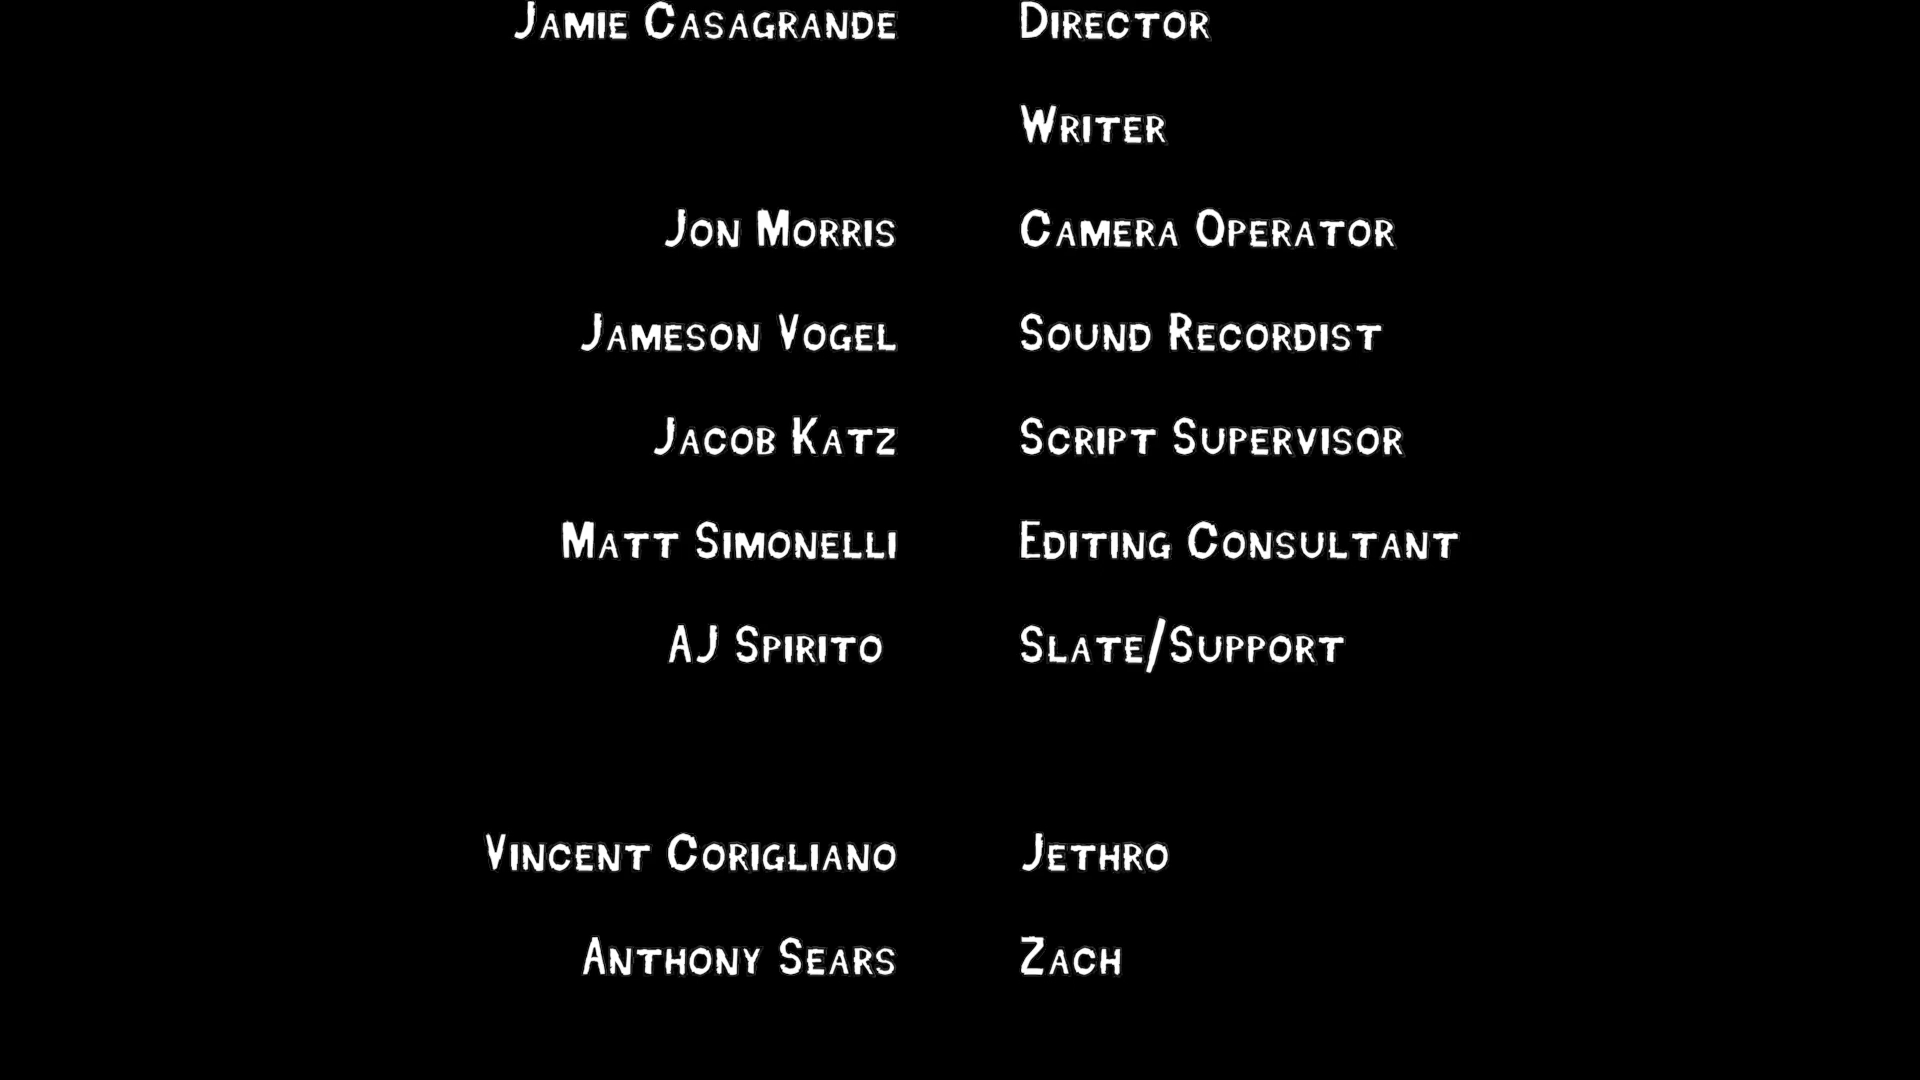 Jamie Casagrande Director
Writer
Jon Morris Camera Operator
Jameson Vogel Sound Recordist
Jacob Katz Script Supervisor
Matt Simonelli Editing Consultant
AJ Spirito Slate/Support
Vincent Corigliano Jethro
Anthony Sears Zach